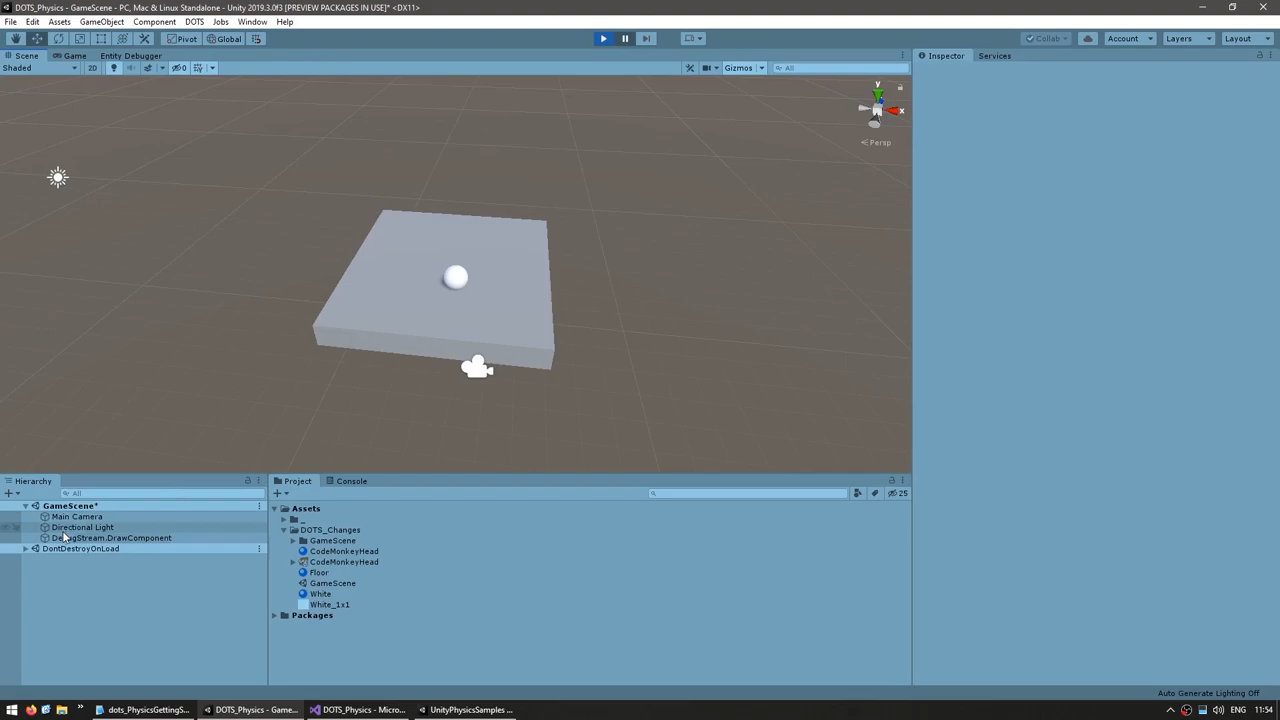 DOTS_Physics - GameScene - PC, Mac & Linux Standalone - Unity 2019.3.0f3 [PREVIEW PACKAGES IN USE]* <DX11>
File Edit Assets GameObject Component DOTS Jobs Window Help
Pivot Global Collab Account Layers Layout
Scene Game Entity Debugger Inspector Services
Shaded 2D 0 Gizmos All
y
x
Persp
Hierarchy Project Console
All 25
GameScene*
Main Camera
Directional Light
DebugStream.DrawComponent
DontDestroyOnLoad
Assets
_
DOTS_Changes
GameScene
CodeMonkeyHead
CodeMonkeyHead
Floor
GameScene
White
White_1x1
Packages
Auto Generate Lighting Off
dots_PhysicsGettingS... DOTS_Physics - Game... DOTS_Physics - Micro... UnityPhysicsSamples ... ENG 11:54